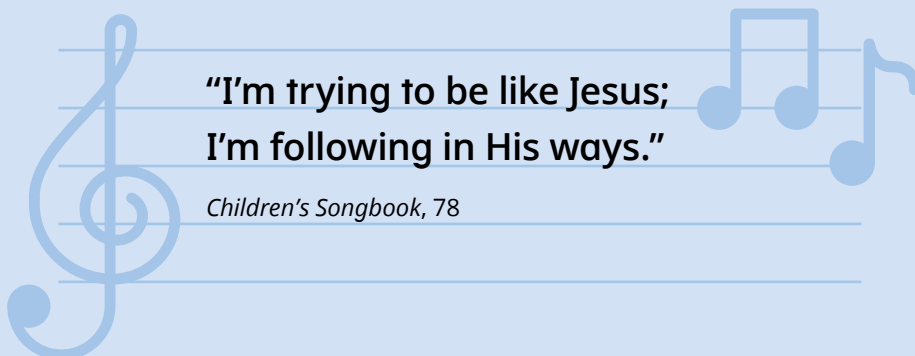 “I’m trying to be like Jesus;
I’m following in His ways.”
Children’s Songbook, 78